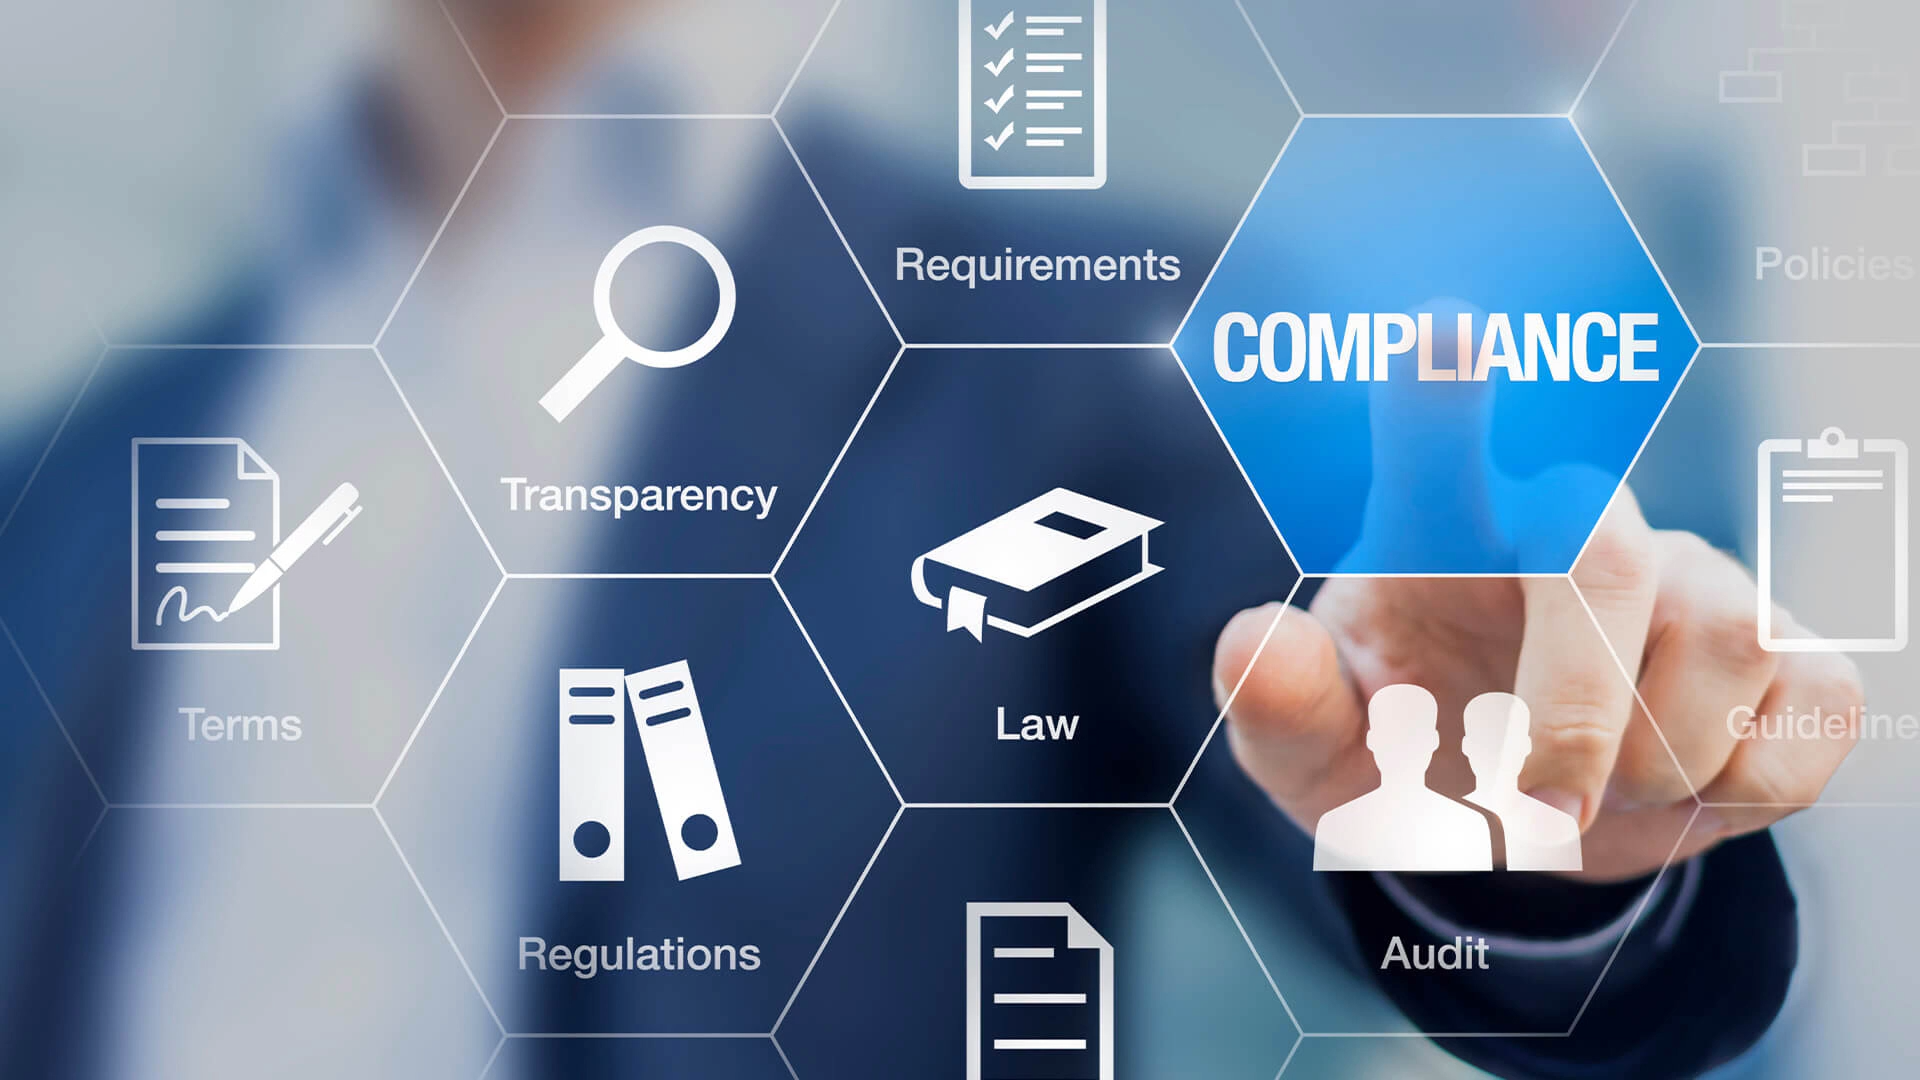 Requirements
Policies
COMPLIANCE
Transparency
Terms
Law
Guideline
Regulations
Audit